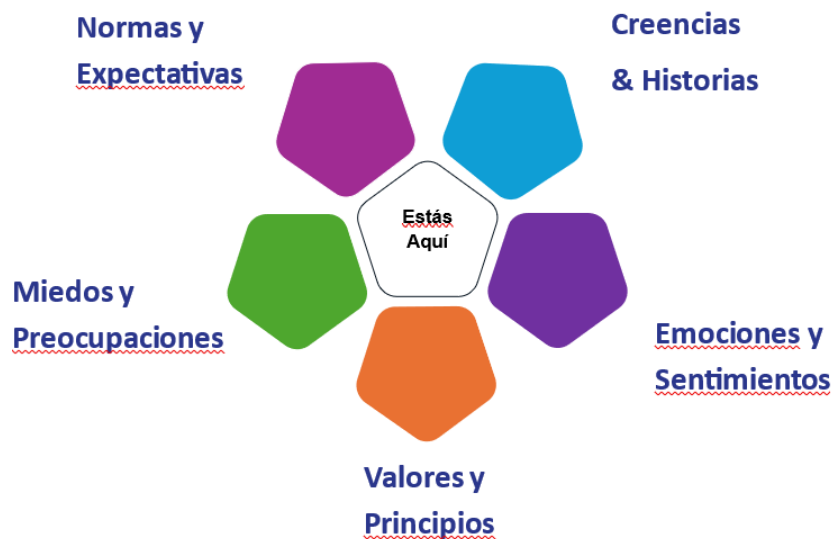 Normas y
Expectativas
Creencias
& Historias
Estás
Aquí
Miedos y
Preocupaciones
Emociones y
Sentimientos
Valores y
Principios